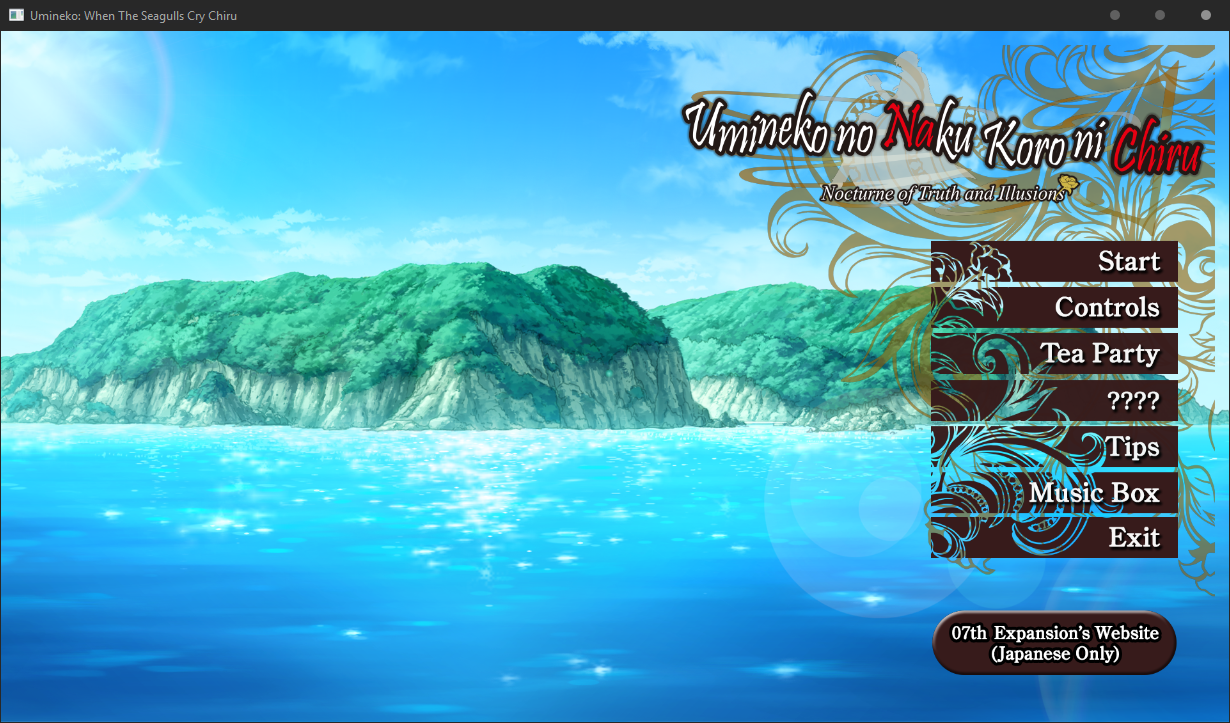 Umineko: When The Seagulls Cry Chiru
Umineko no Naku Koro ni Chiru
Nocturne of Truth and Illusions
Start
Controls
Tea Party
????
Tips
Music Box
Exit
07th Expansion's Website
(Japanese Only)